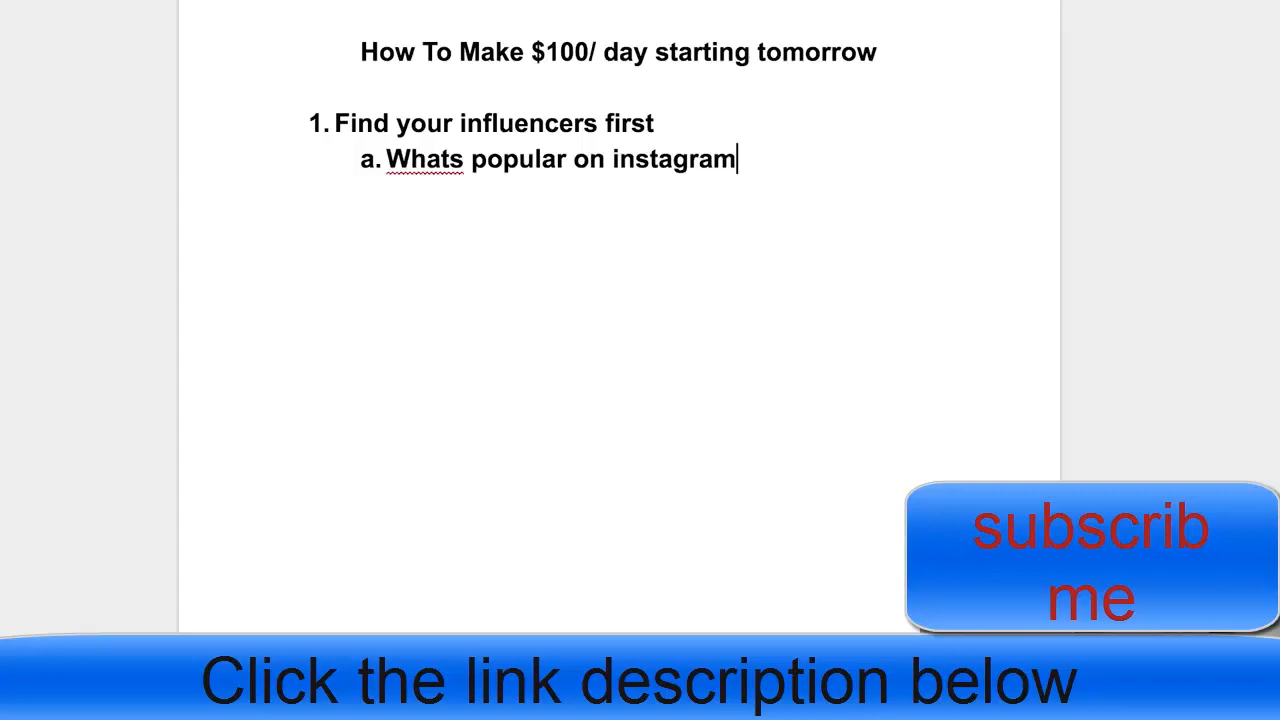 How To Make $100/ day starting tomorrow
1. Find your influencers first
a. Whats popular on instagram
subscrib
me
Click the link description below